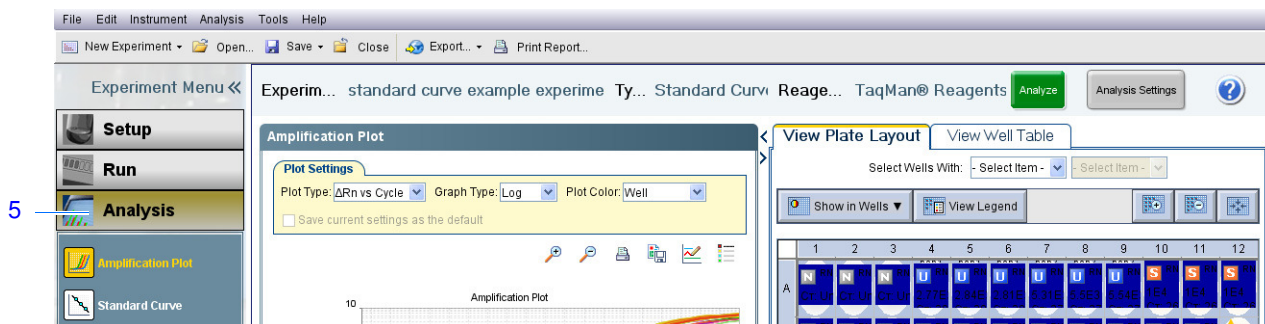 File Edit Instrument Analysis Tools Help
New Experiment Open... Save Close Export... Print Report...
Experiment Menu «
Experim... standard curve example experime Ty... Standard Curv Reage... TaqMan® Reagents Analyze Analysis Settings ?
Setup
Run
5
Analysis
Amplification Plot
Standard Curve
Amplification Plot
Plot Settings
Plot Type: ΔRn vs Cycle Graph Type: Log Plot Color: Well
Save current settings as the default
Amplification Plot
10
View Plate Layout View Well Table
Select Wells With: - Select Item - - Select Item -
Show in Wells ▼ View Legend
1 2 3 4 5 6 7 8 9 10 11 12
A N N N U U U U U U S S S